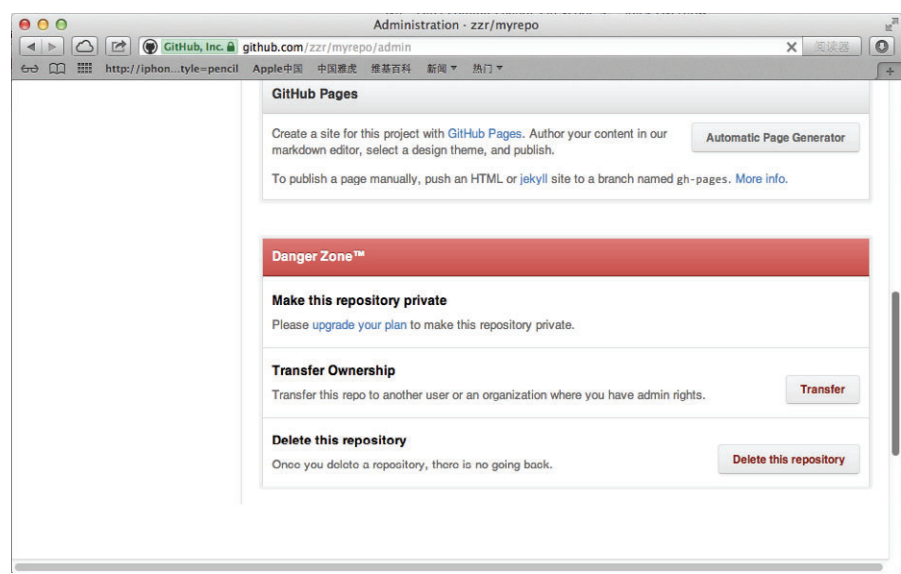 Administration - zzr/myrepo
GitHub, Inc. github.com/zzr/myrepo/admin 阅读器
http://iphon...tyle=pencil Apple中国 中国雅虎 维基百科 新闻 热门
GitHub Pages
Create a site for this project with GitHub Pages. Author your content in our
markdown editor, select a design theme, and publish.
Automatic Page Generator
To publish a page manually, push an HTML or jekyll site to a branch named gh-pages. More info.
Danger Zone™
Make this repository private
Please upgrade your plan to make this repository private.
Transfer Ownership
Transfer this repo to another user or an organization where you have admin rights.
Transfer
Delete this repository
Once you delete a repository, there is no going back.
Delete this repository